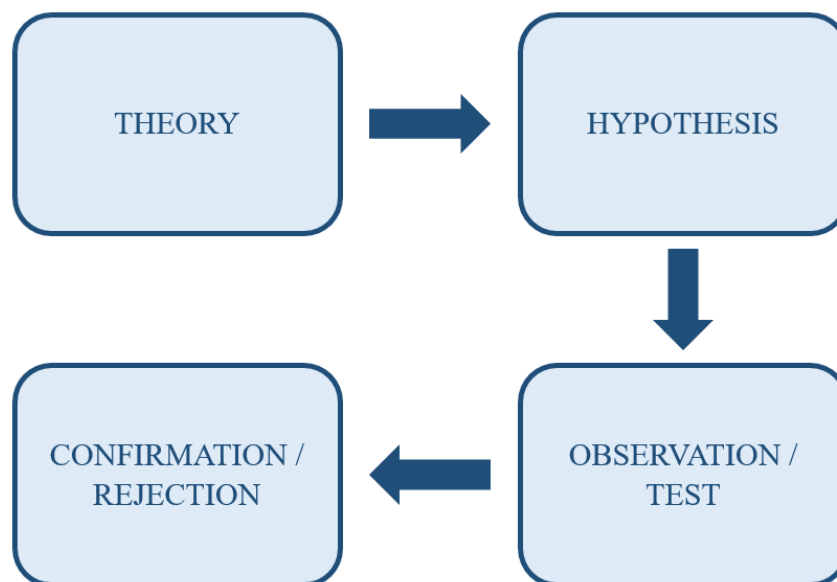 THEORY
HYPOTHESIS
OBSERVATION /
TEST
CONFIRMATION /
REJECTION